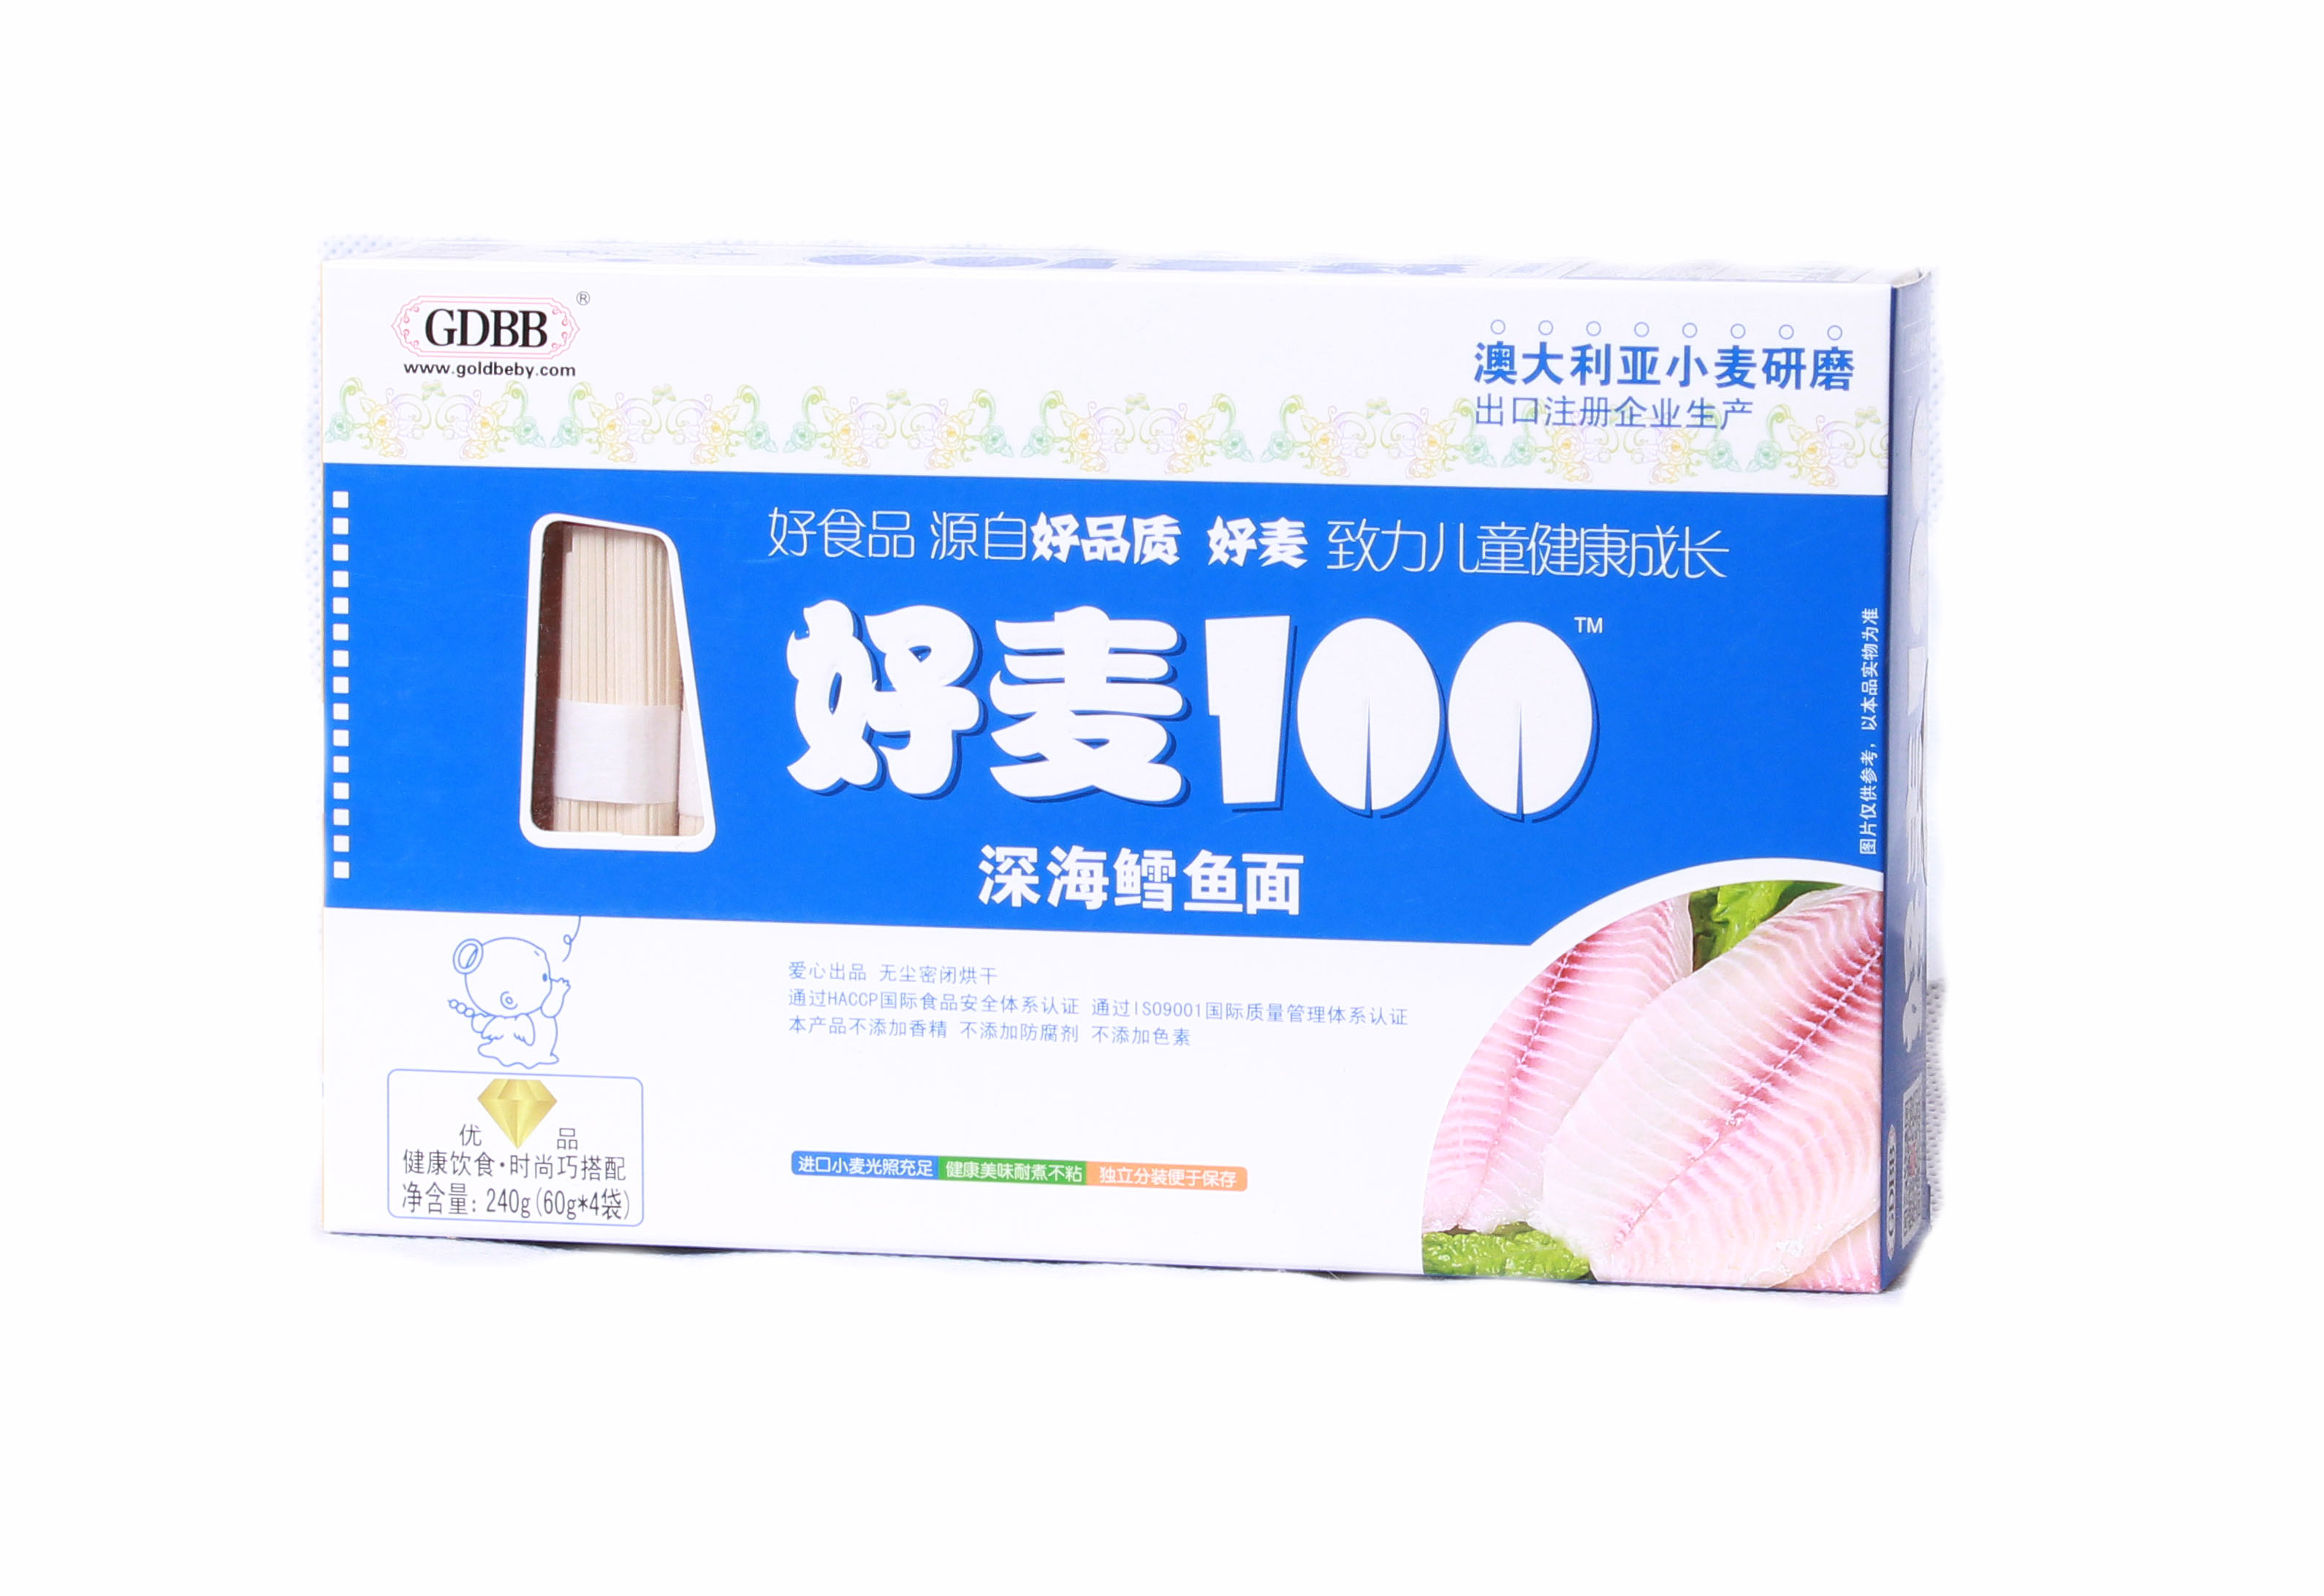 GDBB®
www.goldbeby.com
澳大利亚小麦研磨
出口注册企业生产
好食品 源自好品质 好麦 致力儿童健康成长
好麦100™
深海鳕鱼面
图片仅供参考，以本品实物为准
爱心出品 无尘密闭烘干
通过HACCP国际食品安全体系认证 通过ISO9001国际质量管理体系认证
本产品不添加香精 不添加防腐剂 不添加色素
优 品
健康饮食·时尚巧搭配
净含量：240g(60g*4袋)
进口小麦光照充足 健康美味耐煮不粘 独立分装便于保存
GDBB